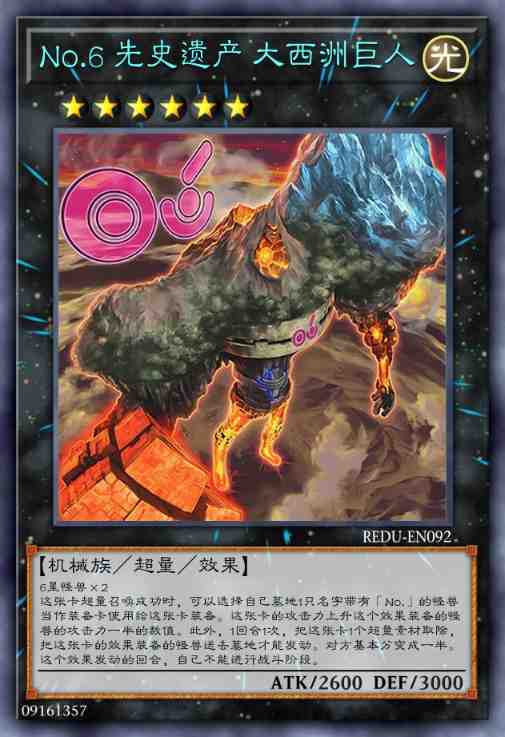 No.6 先史遗产 大西洲巨人
光
06
06
REDU-EN092
【机械族／超量／效果】
6星怪兽×2
这张卡超量召唤成功时，可以选择自己墓地1只名字带有「No.」的怪兽
当作装备卡使用给这张卡装备。这张卡的攻击力上升这个效果装备的怪
兽的攻击力一半的数值。此外，1回合1次，把这张卡1个超量素材取除，
把这张卡的效果装备的怪兽送去墓地才能发动。对方基本分变成一半。
这个效果发动的回合，自己不能进行战斗阶段。
ATK/2600 DEF/3000
09161357